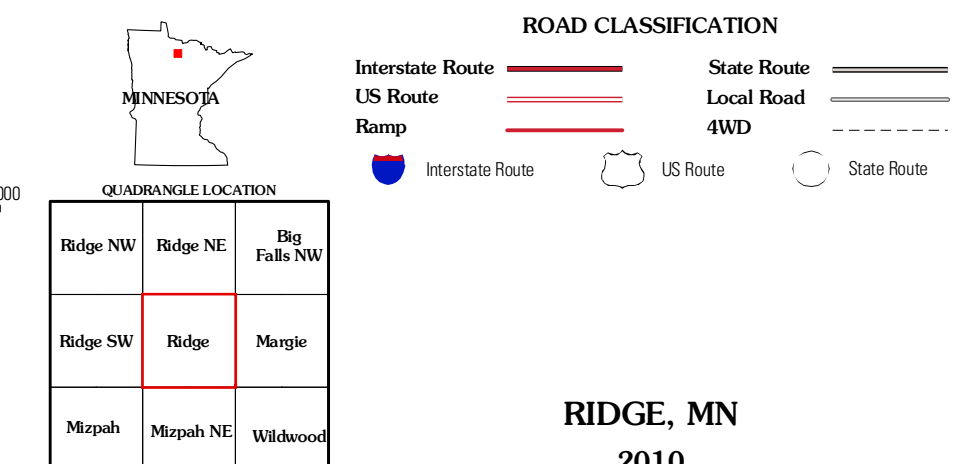 ROAD CLASSIFICATION
Interstate Route
State Route
US Route
Local Road
Ramp
4WD
Interstate Route
US Route
State Route
MINNESOTA
QUADRANGLE LOCATION
000
Ridge NW
Ridge NE
Big
Falls NW
Ridge SW
Ridge
Margie
Mizpah
Mizpah NE
Wildwood
RIDGE, MN
2010